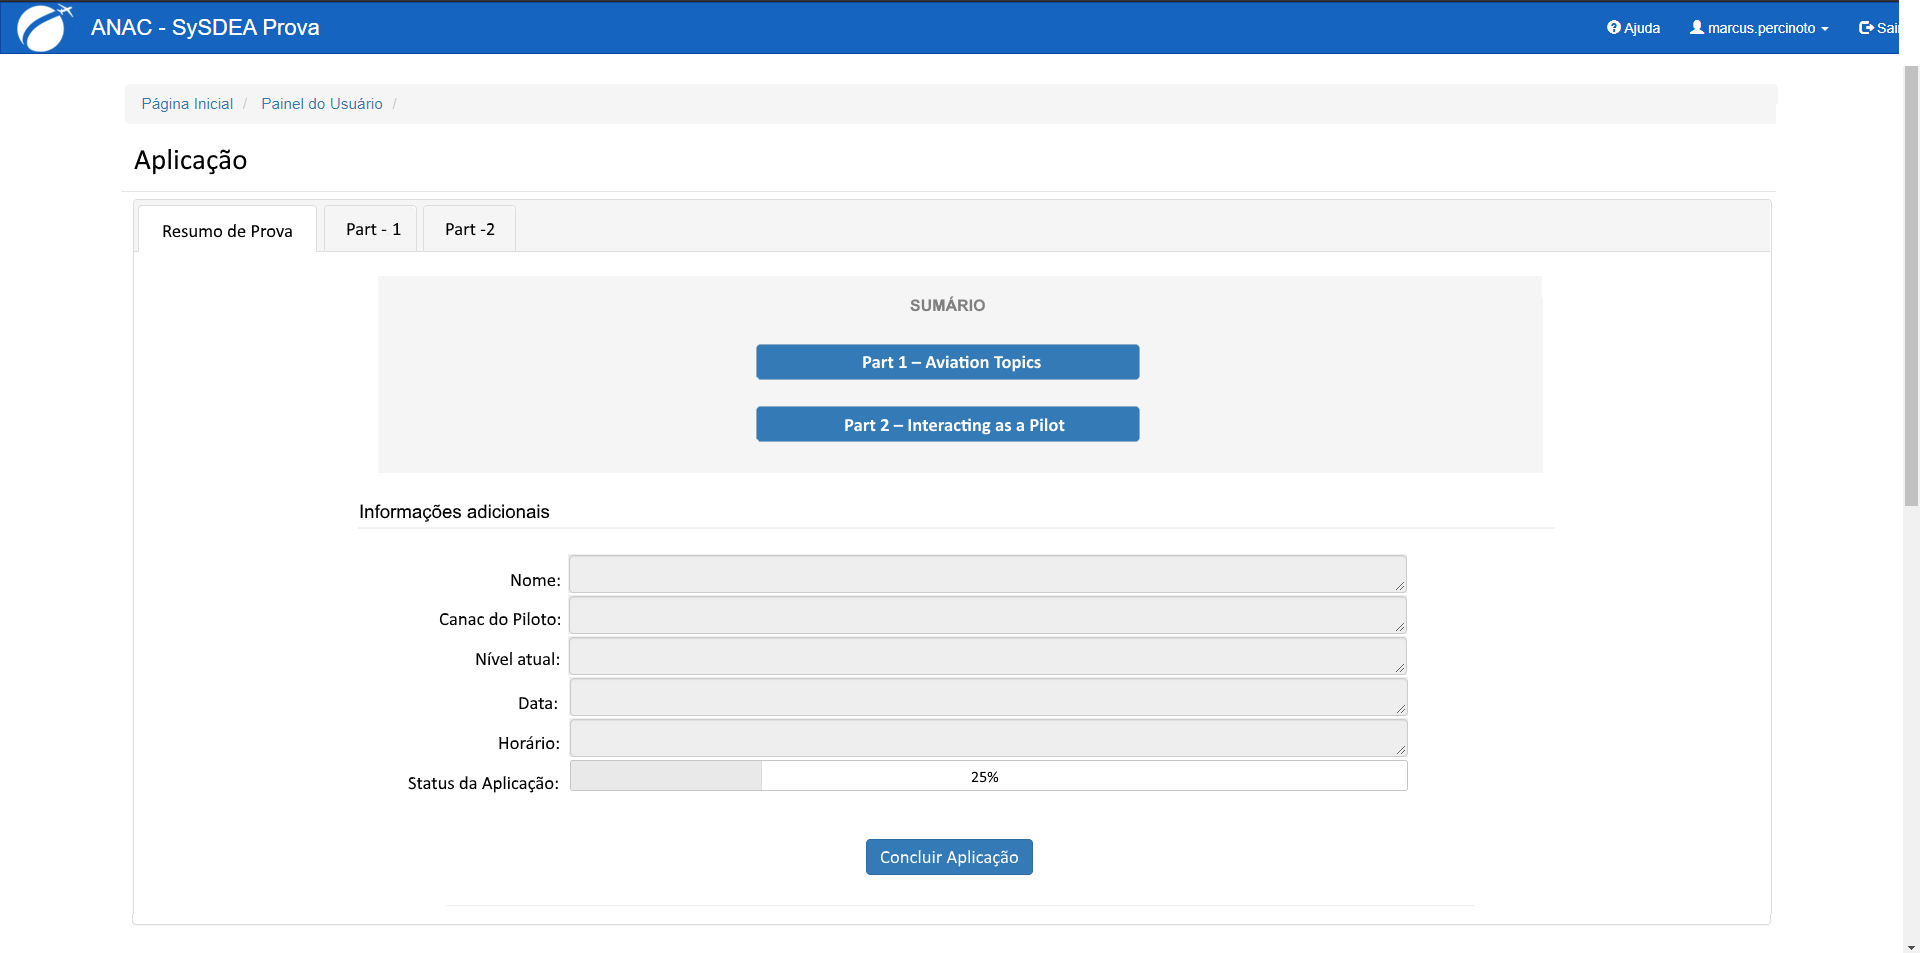 ANAC - SySDEA Prova
Ajuda
marcus.percinoto
Página Inicial / Painel do Usuário /
Aplicação
Resumo de Prova
Part - 1
Part -2
SUMÁRIO
Part 1 – Aviation Topics
Part 2 – Interacting as a Pilot
Informações adicionais
Nome:
Canac do Piloto:
Nível atual:
Data:
Horário:
Status da Aplicação:
25%
Concluir Aplicação